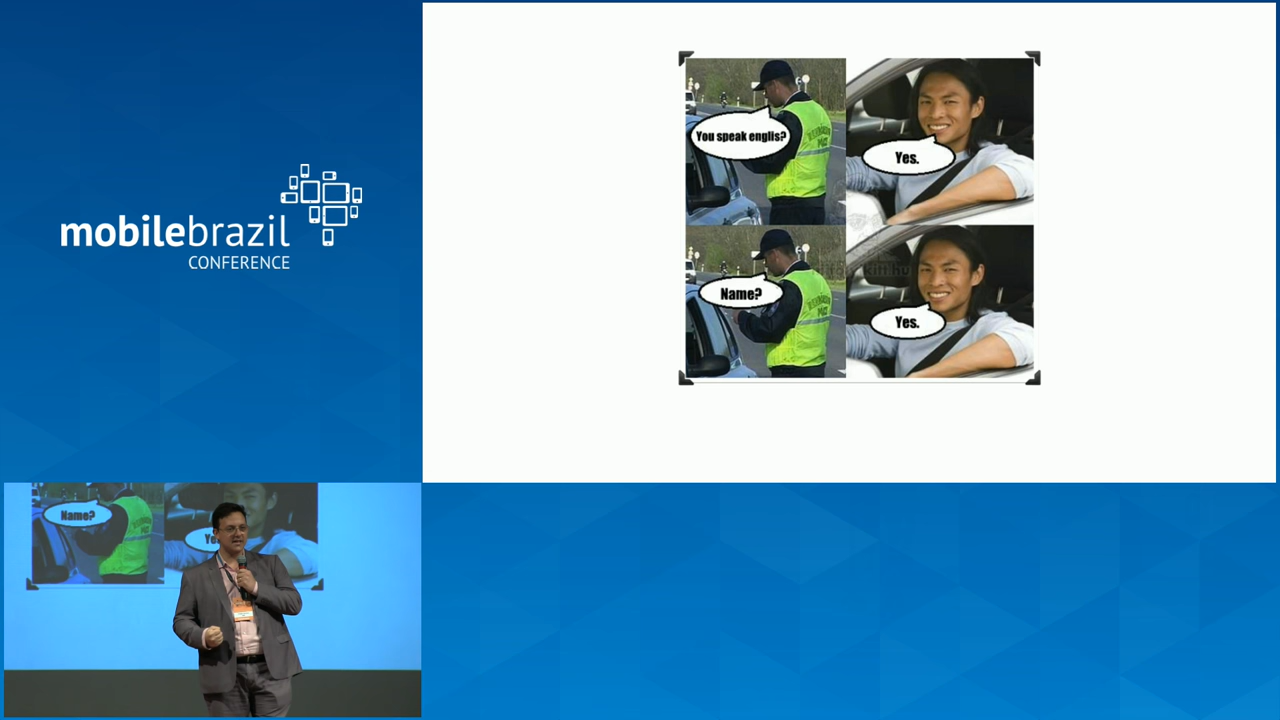 mobilebrazil
CONFERENCE
You speak englis?
Yes.
Name?
Yes.
Name?